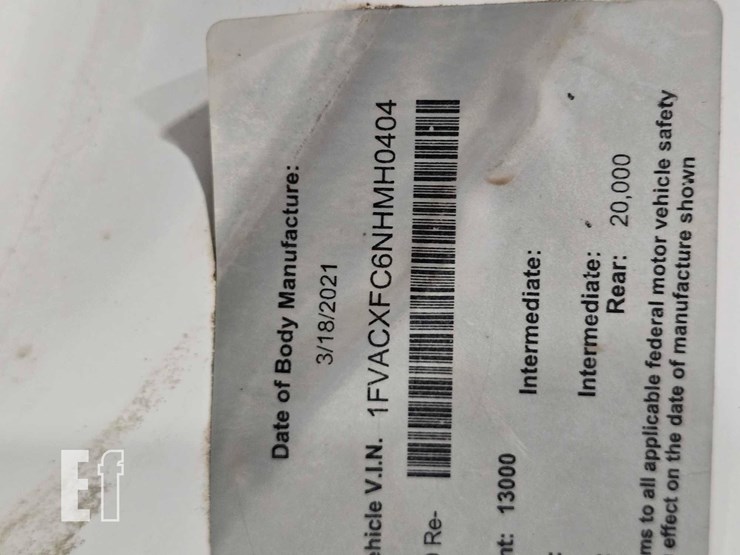 Date of Body Manufacture:
3/18/2021
ehicle V.I.N. 1FVACXFC6NHMH0404
Re-
nt: 13000 Intermediate:
Intermediate:
Rear: 20,000
ms to all applicable federal motor vehicle safety
effect on the date of manufacture shown
Ef